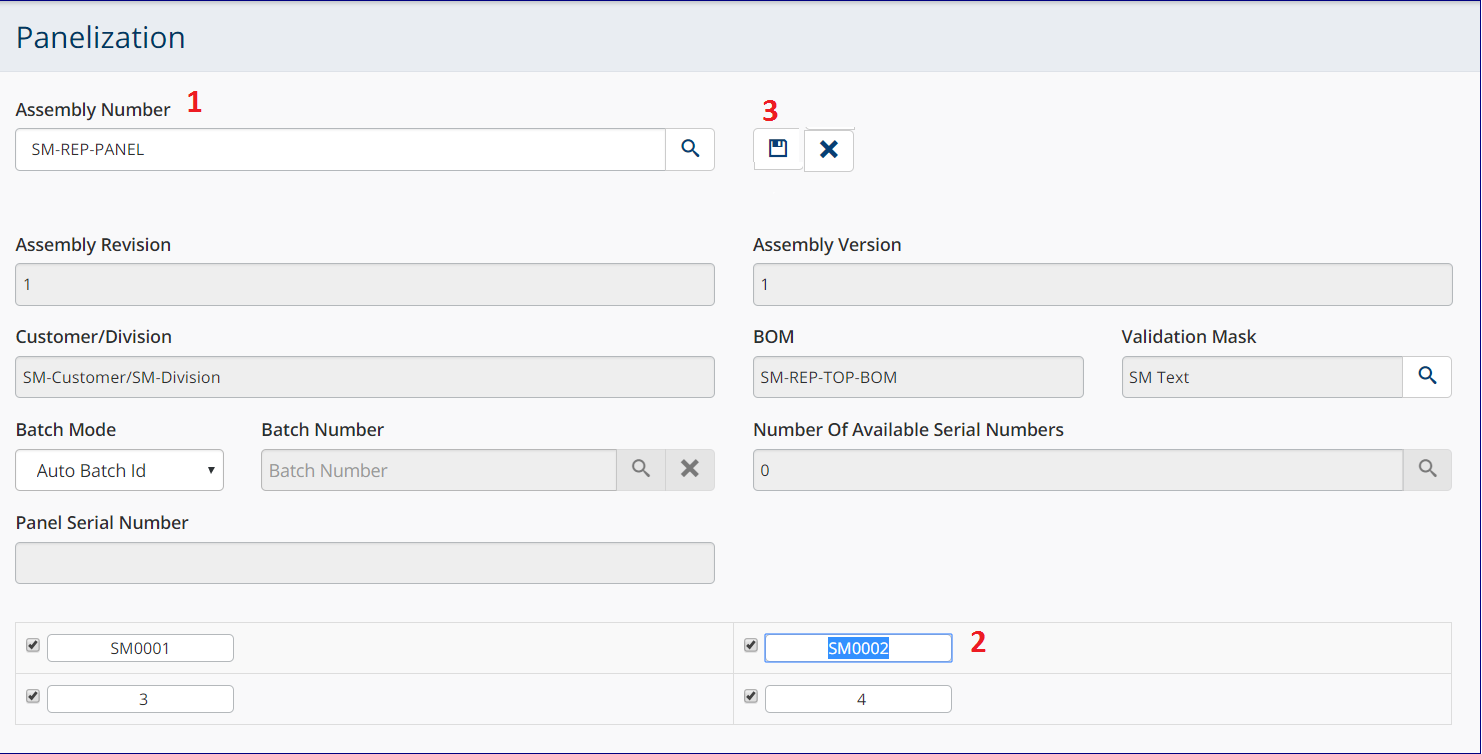 Panelization
Assembly Number 1
3
SM-REP-PANEL
Assembly Revision
Assembly Version
1
1
Customer/Division
BOM
Validation Mask
SM-Customer/SM-Division
SM-REP-TOP-BOM
SM Text
Batch Mode
Batch Number
Number Of Available Serial Numbers
Auto Batch Id
Batch Number
0
Panel Serial Number
SM0001
SM0002
2
3
4